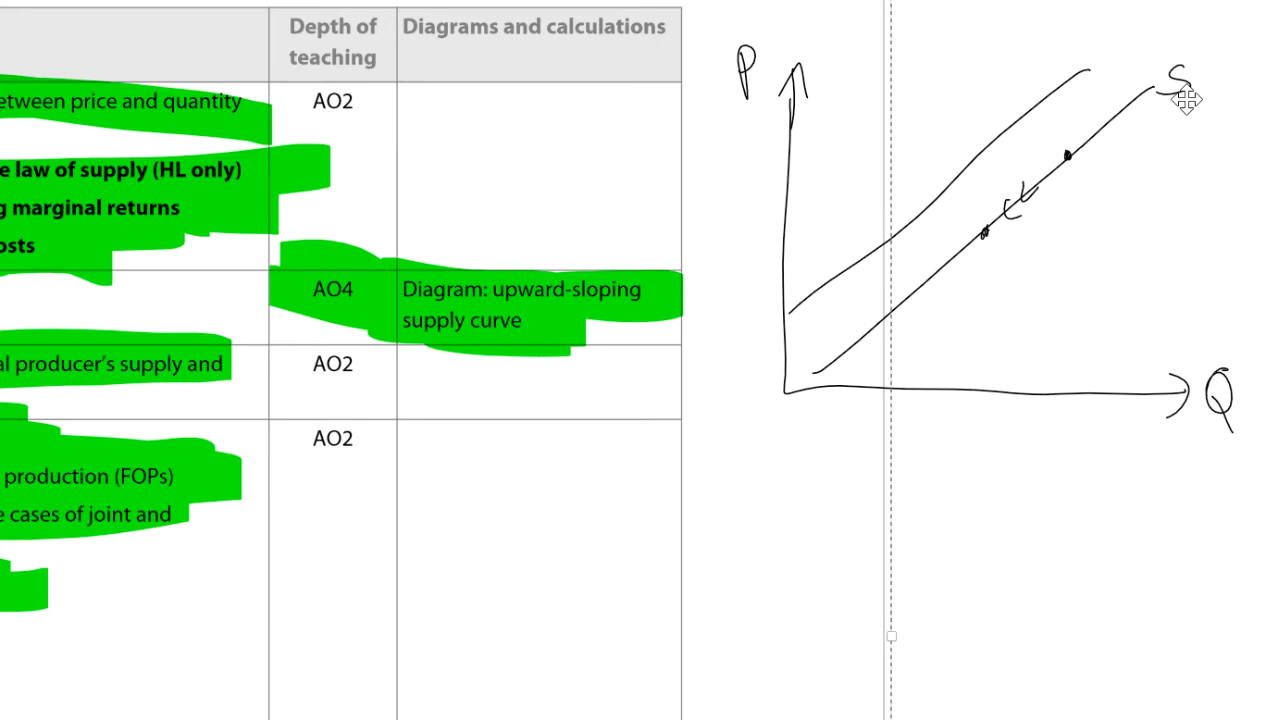 Depth of
teaching
Diagrams and calculations
etween price and quantity
AO2
e law of supply (HL only)
g marginal returns
osts
AO4
Diagram: upward-sloping
supply curve
al producer's supply and
AO2
AO2
production (FOPs)
e cases of joint and
P
S
Q